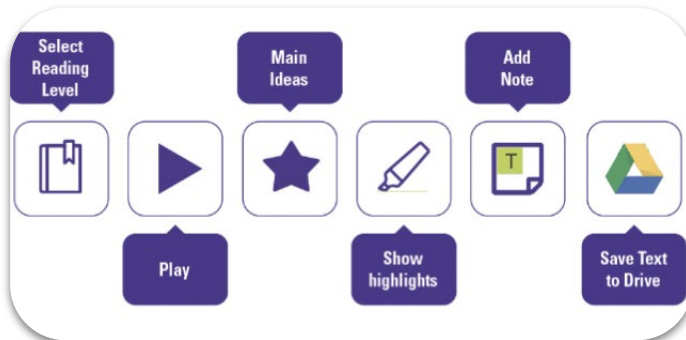 Select
Reading
Level
Main
Ideas
Add
Note
T
Play
Show
highlights
Save Text
to Drive